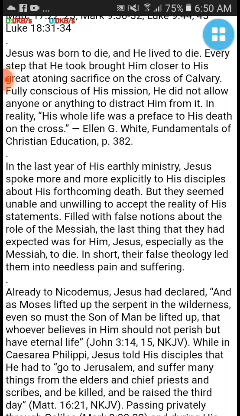 75% 6:50 AM
Luke 18:31-34
.
Jesus was born to die, and He lived to die. Every
step that He took brought Him closer to His
great atoning sacrifice on the cross of Calvary.
Fully conscious of His mission, He did not allow
anyone or anything to distract Him from it. In
reality, “His whole life was a preface to His death
on the cross.” — Ellen G. White, Fundamentals of
Christian Education, p. 382.
.
In the last year of His earthly ministry, Jesus
spoke more and more explicitly to His disciples
about His forthcoming death. But they seemed
unable and unwilling to accept the reality of His
statements. Filled with false notions about the
role of the Messiah, the last thing that they had
expected was for Him, Jesus, especially as the
Messiah, to die. In short, their false theology led
them into needless pain and suffering.
.
Already to Nicodemus, Jesus had declared, “And
as Moses lifted up the serpent in the wilderness,
even so must the Son of Man be lifted up, that
whoever believes in Him should not perish but
have eternal life” (John 3:14, 15, NKJV). While in
Caesarea Philippi, Jesus told His disciples that
He had to “go to Jerusalem, and suffer many
things from the elders and chief priests and
scribes, and be killed, and be raised the third
day” (Matt. 16:21, NKJV). Passing privately